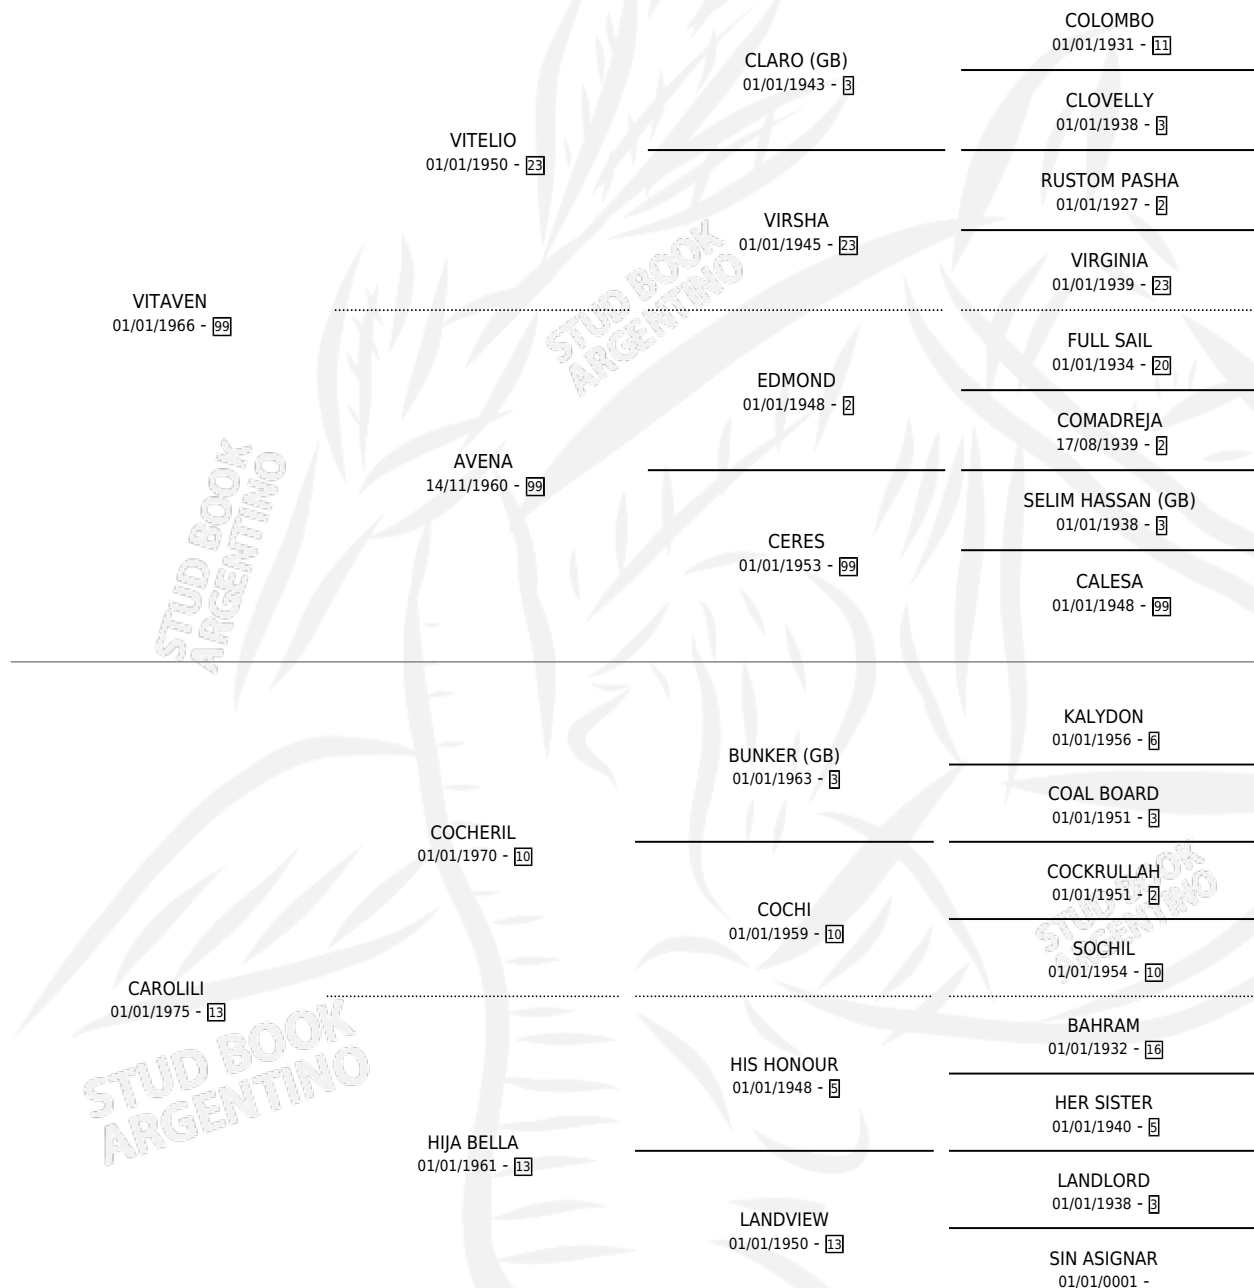 COLOMBO
01/01/1931 - 11
CLARO (GB)
01/01/1943 - 3
CLOVELLY
01/01/1938 - 3
VITELIO
01/01/1950 - 23
RUSTOM PASHA
01/01/1927 - 2
VIRSHA
01/01/1945 - 23
VIRGINIA
01/01/1939 - 23
VITAVEN
01/01/1966 - 99
STUD BOOK
ARGENTINO
FULL SAIL
01/01/1934 - 20
EDMOND
01/01/1948 - 2
COMADREJA
17/08/1939 - 2
AVENA
14/11/1960 - 99
SELIM HASSAN (GB)
01/01/1938 - 3
CERES
01/01/1953 - 99
CALESA
01/01/1948 - 99
STUD BOOK
ARGENTINO
KALYDON
01/01/1956 - 6
BUNKER (GB)
01/01/1963 - 3
COAL BOARD
01/01/1951 - 3
COCHERIL
01/01/1970 - 10
COCKRULLAH
01/01/1951 - 2
COCHI
01/01/1959 - 10
SOCHIL
01/01/1954 - 10
STUD BOOK
ARGENTINO
CAROLILI
01/01/1975 - 13
STUD BOOK
ARGENTINO
BAHRAM
01/01/1932 - 16
HIS HONOUR
01/01/1948 - 5
HER SISTER
01/01/1940 - 5
HIJA BELLA
01/01/1961 - 13
LANDLORD
01/01/1938 - 3
LANDVIEW
01/01/1950 - 13
SIN ASIGNAR
01/01/0001 -